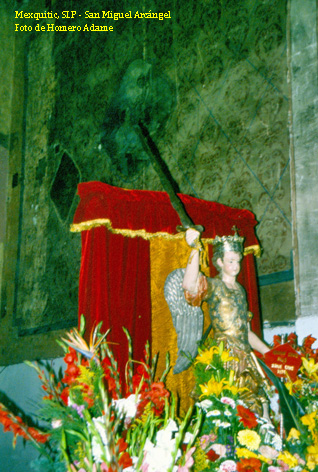 Mexquitic, SLP - San Miguel Arcángel
Foto de Homero Adame